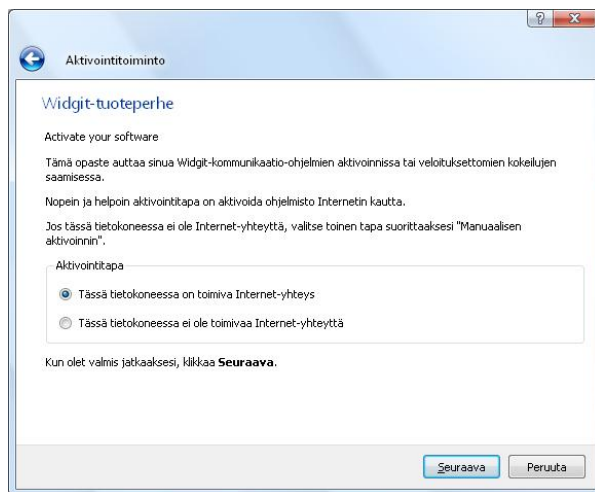 Aktivointitoiminto
Widgit-tuoteperhe
Activate your software
Tämä opaste auttaa sinua Widgit-kommunikaatio-ohjelmien aktivoinnissa tai veloituksettomien kokeilujen
saamisessa.
Nopein ja helpoin aktivointitapa on aktivoida ohjelmisto Internetin kautta.
Jos tässä tietokoneessa ei ole Internet-yhteyttä, valitse toinen tapa suorittaaksesi "Manuaalisen
aktivoinnin".
Aktivointitapa
Tässä tietokoneessa on toimiva Internet-yhteys
Tässä tietokoneessa ei ole toimivaa Internet-yhteyttä
Kun olet valmis jatkaaksesi, klikkaa Seuraava.
Seuraava Peruuta